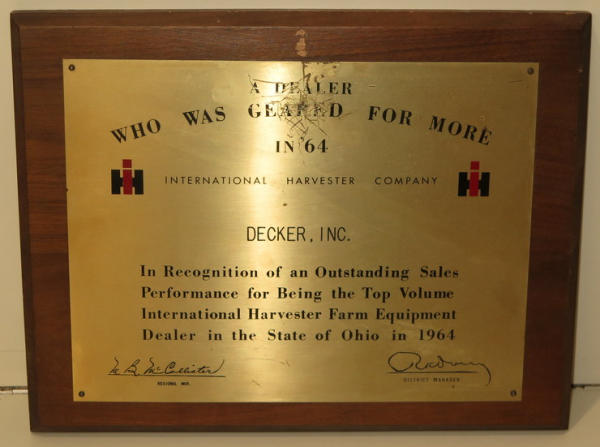 A DEALER
WHO WAS GEARED FOR MORE
IN '64
INTERNATIONAL HARVESTER COMPANY
DECKER, INC.
In Recognition of an Outstanding Sales
Performance for Being the Top Volume
International Harvester Farm Equipment
Dealer in the State of Ohio in 1964
REGIONAL MGR.
DISTRICT MANAGER